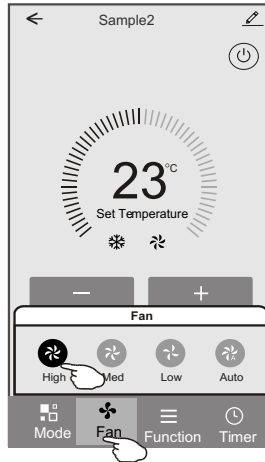 Sample2
23°C
Set Temperature
Fan
High Med Low Auto
Mode Fan Function Timer